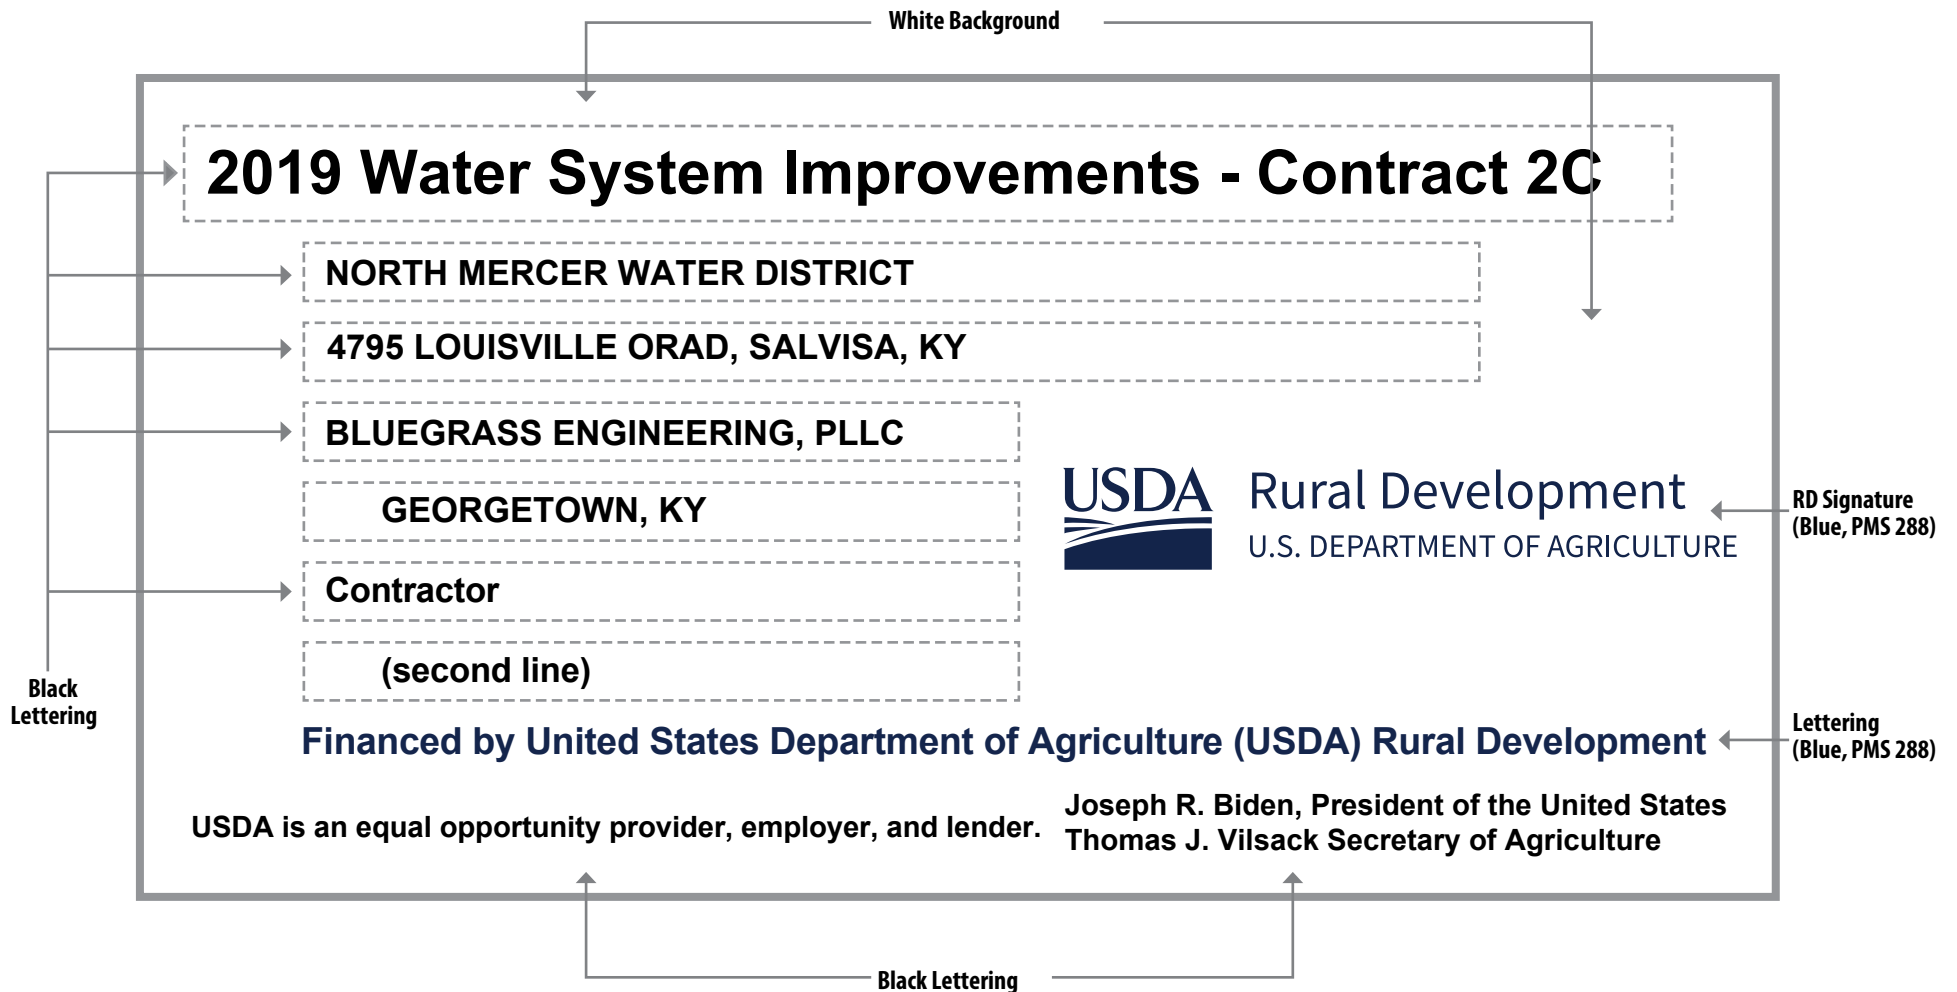 White Background
2019 Water System Improvements - Contract 2C
NORTH MERCER WATER DISTRICT
4795 LOUISVILLE ORAD, SALVISA, KY
BLUEGRASS ENGINEERING, PLLC
GEORGETOWN, KY
Contractor
(second line)
USDA Rural Development
U.S. DEPARTMENT OF AGRICULTURE
RD Signature
(Blue, PMS 288)
Black
Lettering
Financed by United States Department of Agriculture (USDA) Rural Development
Lettering
(Blue, PMS 288)
USDA is an equal opportunity provider, employer, and lender.
Joseph R. Biden, President of the United States
Thomas J. Vilsack Secretary of Agriculture
Black Lettering